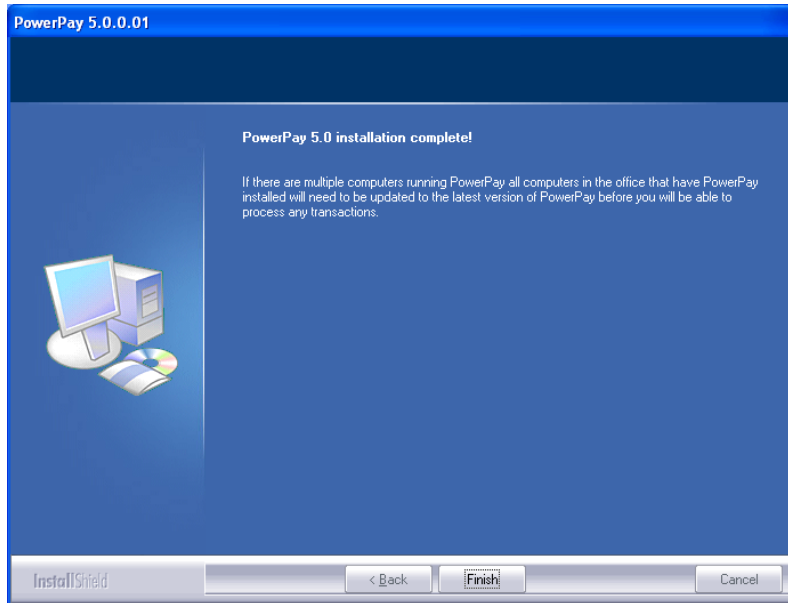 PowerPay 5.0.0.01
PowerPay 5.0 installation complete!
If there are multiple computers running PowerPay all computers in the office that have PowerPay
installed will need to be updated to the latest version of PowerPay before you will be able to
process any transactions.
InstallShield
< Back
Finish
Cancel